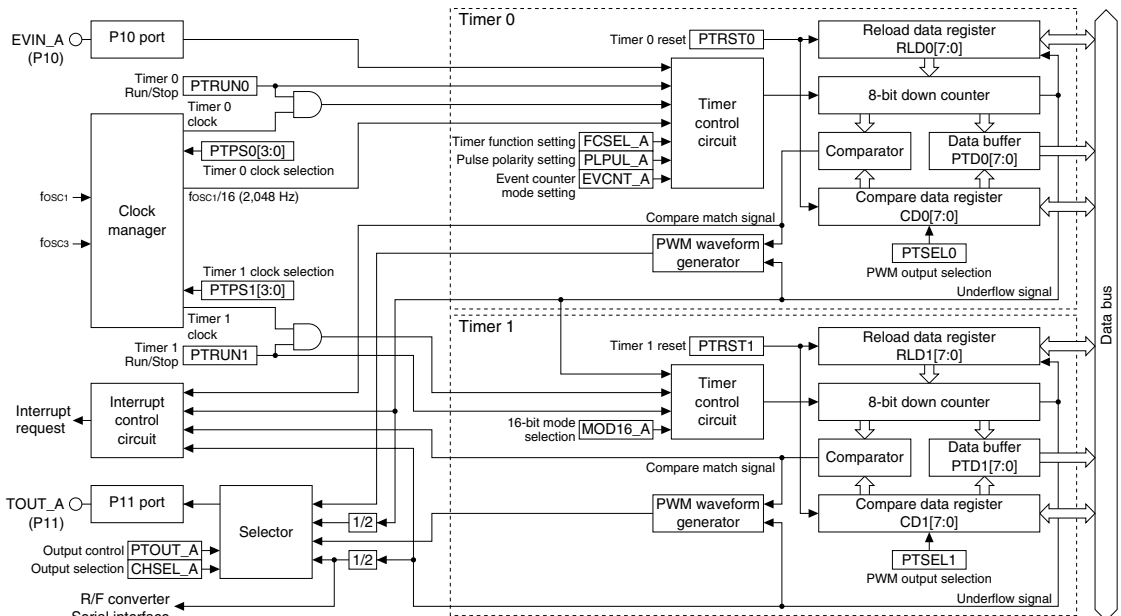 Timer 0
EVIN_A
(P10)
P10 port
Timer 0 reset
PTRST0
Reload data register
RLD0[7:0]
Timer 0
Run/Stop
PTRUN0
Timer 0
clock
Timer
control
circuit
8-bit down counter
PTPS0[3:0]
Timer 0 clock selection
Timer function setting
FCSEL_A
Pulse polarity setting
PLPUL_A
Event counter
mode setting
EVCNT_A
Comparator
Data buffer
PTD0[7:0]
fOSC1
fOSC3
Clock
manager
fOSC1/16 (2,048 Hz)
Compare match signal
Compare data register
CD0[7:0]
PWM waveform
generator
PTSEL0
PWM output selection
Timer 1 clock selection
PTPS1[3:0]
Underflow signal
Data bus
Timer 1
clock
Timer 1
Run/Stop
PTRUN1
Timer 1
Timer 1 reset
PTRST1
Reload data register
RLD1[7:0]
Interrupt
request
Interrupt
control
circuit
Timer
control
circuit
16-bit mode
selection
MOD16_A
8-bit down counter
Compare match signal
Comparator
Data buffer
PTD1[7:0]
TOUT_A
(P11)
P11 port
Selector
1/2
1/2
PWM waveform
generator
Compare data register
CD1[7:0]
Output control
PTOUT_A
Output selection
CHSEL_A
PTSEL1
PWM output selection
Underflow signal
R/F converter
Serial interface